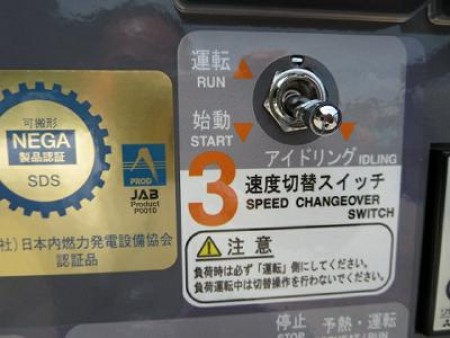 運転
RUN
始動
START
アイドリング IDLING
3 速度切替スイッチ
SPEED CHANGEOVER
SWITCH
注意
負荷時は必ず「運転」側にしてください。
負荷運転中は切替操作を行わないでください。
停止 予熱・運転
STOP
可搬形
NEGA
製品認証
SDS
PROD
JAB
Product
P0010
社）日本内燃力発電設備協会
認証品